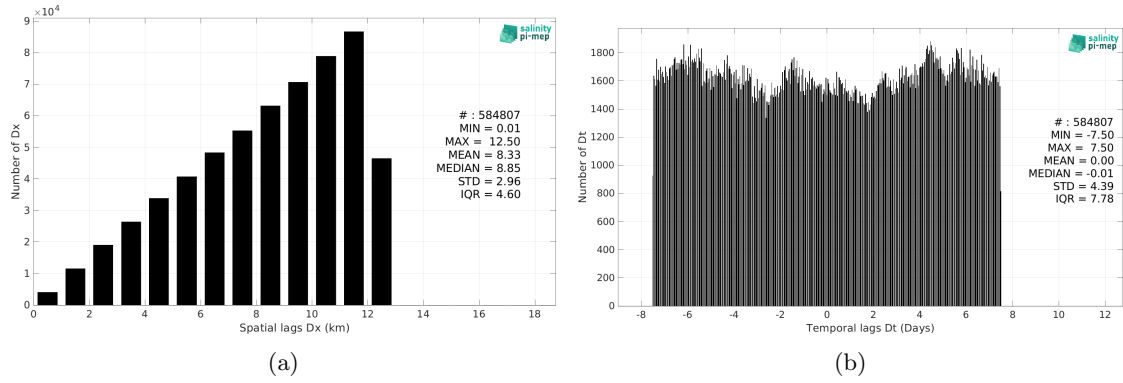 ×10^4
9
8
7
6
5
4
3
2
1
0
Number of Dx
0 2 4 6 8 10 12 14 16 18
Spatial lags Dx (km)
salinity
pi-mep
# : 584807
MIN = 0.01
MAX = 12.50
MEAN = 8.33
MEDIAN = 8.85
STD = 2.96
IQR = 4.60
(a)
1800
1600
1400
1200
1000
800
600
400
200
0
Number of Dt
-8 -6 -4 -2 0 2 4 6 8 10 12
Temporal lags Dt (Days)
salinity
pi-mep
# : 584807
MIN = -7.50
MAX = 7.50
MEAN = 0.00
MEDIAN = -0.01
STD = 4.39
IQR = 7.78
(b)